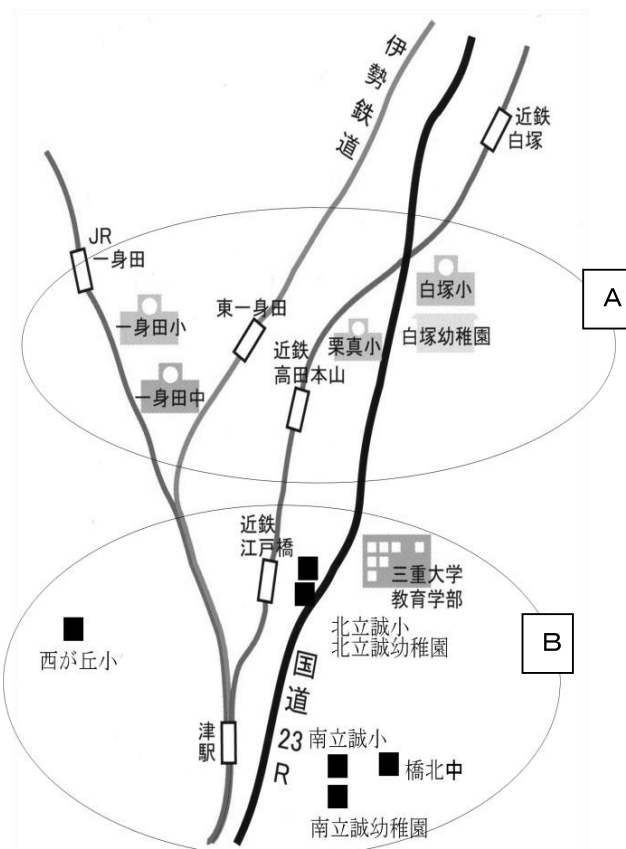 伊勢鉄道
近鉄
白塚
JR
一身田
白塚小
A
東一身田
一身田小
栗真小
白塚幼稚園
近鉄
高田本山
一身田中
近鉄
江戸橋
三重大学
教育学部
北立誠小
北立誠幼稚園
B
西が丘小
国道23R
津駅
南立誠小
橋北中
南立誠幼稚園